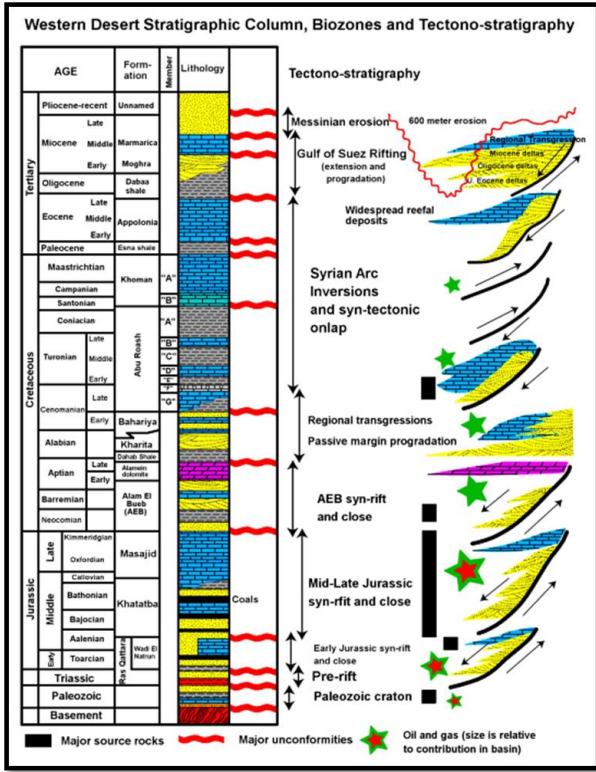 Western Desert Stratigraphic Column, Biozones and Tectono-stratigraphy
AGE
Form-
ation
Member
Lithology
Tectono-stratigraphy
Tertiary
Pliocene-recent
Unnamed
Miocene
Late
Middle
Early
Marmarica
Moghra
Oligocene
Dabaa
shale
Eocene
Late
Middle
Early
Appolonia
Paleocene
Esna shale
Cretaceous
Maastrichtian
Campanian
Santonian
Khoman
"A"
"B"
Coniacian
Turonian
Late
Middle
Early
Abu Roash
"A"
"B"
"C"
"D"
"E"
"F"
"G"
Cenomanian
Late
Early
Bahariya
Alabian
Kharita
Dahab Shale
Aptian
Late
Early
Alamein
dolomite
Barremian
Neocomian
Alam El
Bueb
(AEB)
Jurassic
Late
Kimmeridgian
Oxfordian
Masajid
Middle
Callovian
Bathonian
Bajocian
Aalenian
Khatatba
Early
Toarcian
Ras Qattara
Wadi El
Natrun
Triassic
Paleozoic
Basement
Coals
Messinian erosion
600 meter erosion
Gulf of Suez Rifting
(extension and
progradation)
Regional Transgression
Miocene deltas
Oligocene deltas
U. Eocene deltas
Widespread reefal
deposits
Syrian Arc
Inversions
and syn-tectonic
onlap
Regional transgressions
Passive margin progradation
AEB syn-rift
and close
Mid-Late Jurassic
syn-rfit and close
Early Jurassic syn-rift
and close
Pre-rift
Paleozoic craton
Major source rocks
Major unconformities
Oil and gas (size is relative
to contribution in basin)